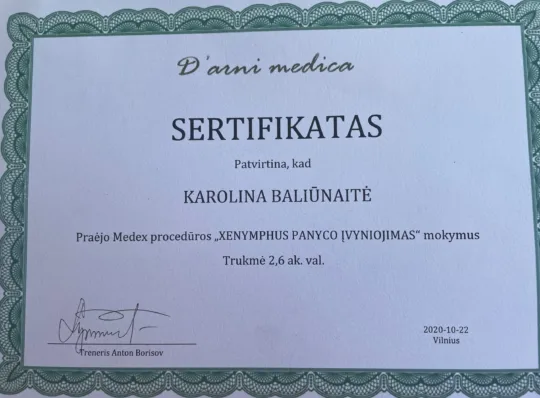 D'arni medica
SERTIFIKATAS
Patvirtina, kad
KAROLINA BALIŪNAITĖ
Praėjo Medex procedūros „XENYMPHUS PANYCO ĮVYNIOJIMAS" mokymus
Trukmė 2,6 ak. val.
2020-10-22
Vilnius
Treneris Anton Borisov